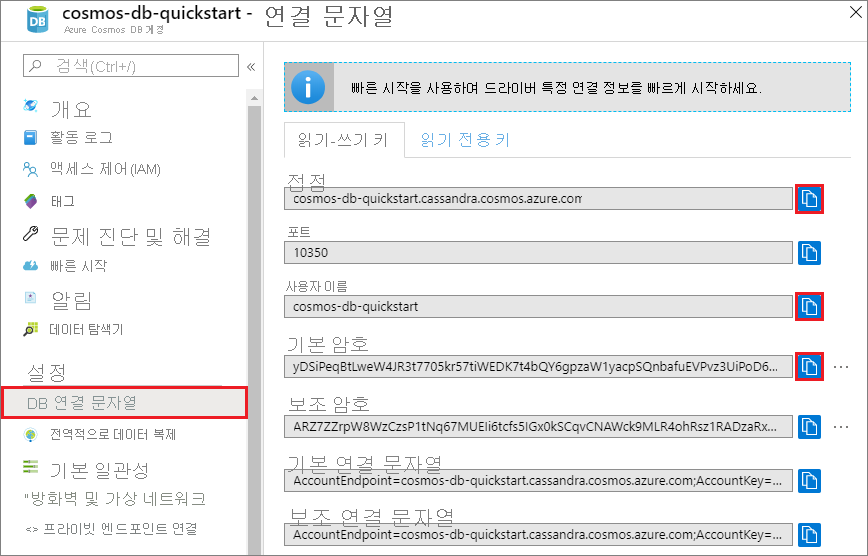 cosmos-db-quickstart - 연결 문자열
Azure Cosmos DB 계정
검색(Ctrl+/)
개요
활동 로그
액세스 제어(IAM)
태그
문제 진단 및 해결
빠른 시작
알림
데이터 탐색기
설정
DB 연결 문자열
전역적으로 데이터 복제
기본 일관성
"방화벽 및 가상 네트워크
<> 프라이빗 엔드포인트 연결
빠른 시작을 사용하며 드라이버 특정 연결 정보를 빠르게 시작하세요.
읽기-쓰기 키
읽기 전용 키
접점
cosmos-db-quickstart.cassandra.cosmos.azure.com
포트
10350
사용자 이름
cosmos-db-quickstart
기본 암호
yDSiPeqBtLweW4JR3t7705kr57tiWEDK7t4bQY6gpzaW1yacpSQnbafuEVPvz3UiPoD6...
보조 암호
ARZ7ZZrpW8WzCzsP1tNq67MUEIi6tcfs5IGx0kSCqvCNAWck9MLR4ohRsz1RADzaRx...
기본 연결 문자열
AccountEndpoint=cosmos-db-quickstart.cassandra.cosmos.azure.com;AccountKey=...
보조 연결 문자열
AccountEndpoint=cosmos-db-quickstart.cassandra.cosmos.azure.com;AccountKey=...